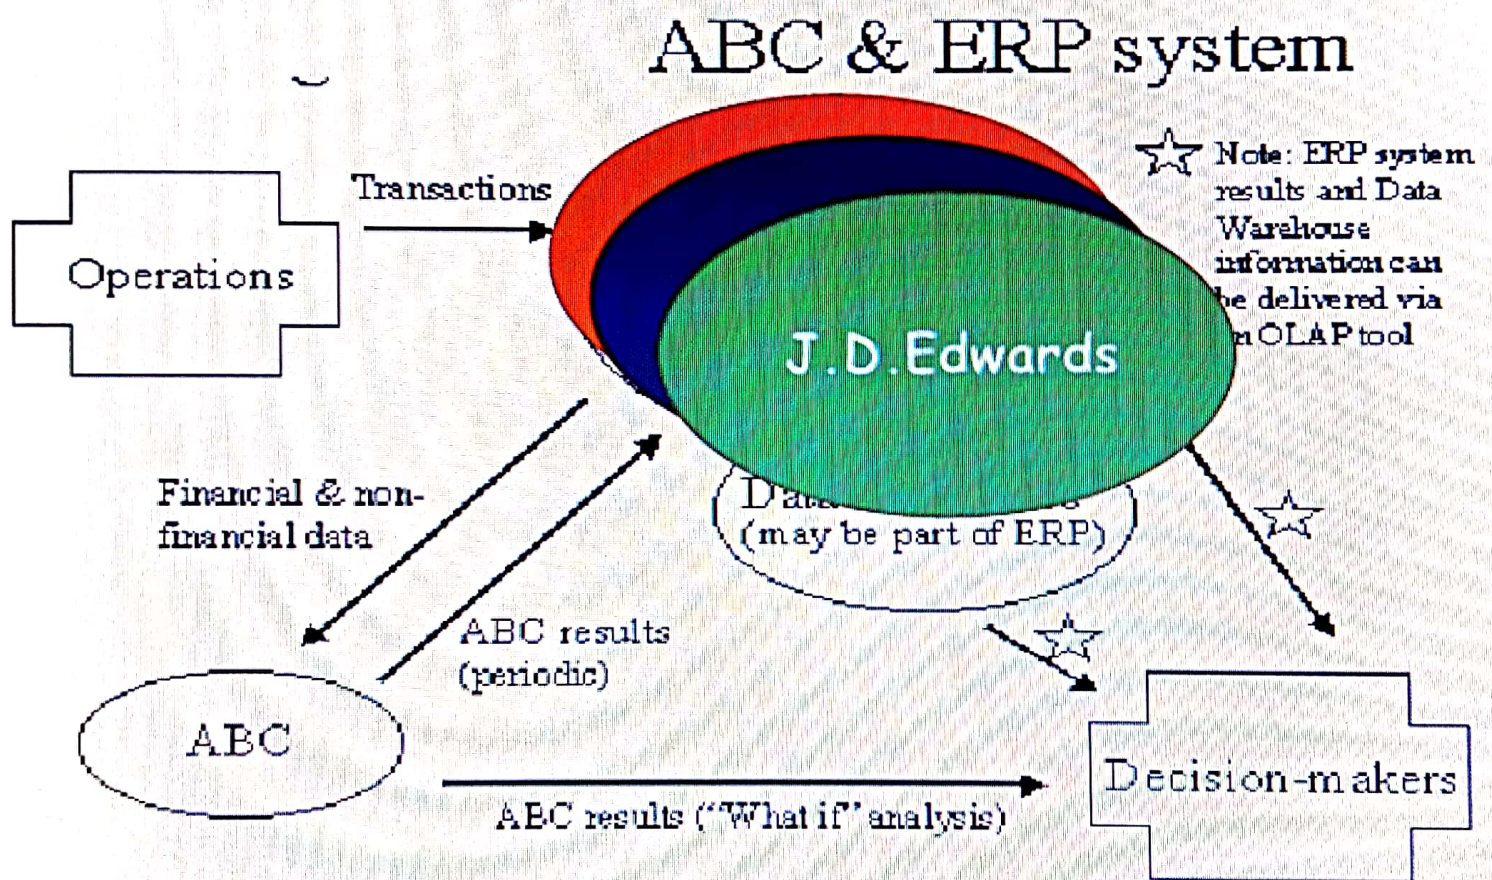 ABC & ERP system
Transactions
Note: ERP system
results and Data
Warehouse
information can
be delivered via
OLAP tool
Operations
J.D.Edwards
Financial & non-
financial data
(may be part of ERP)
ABC results
(periodic)
ABC
Decision-makers
ABC results ("What if" analysis)